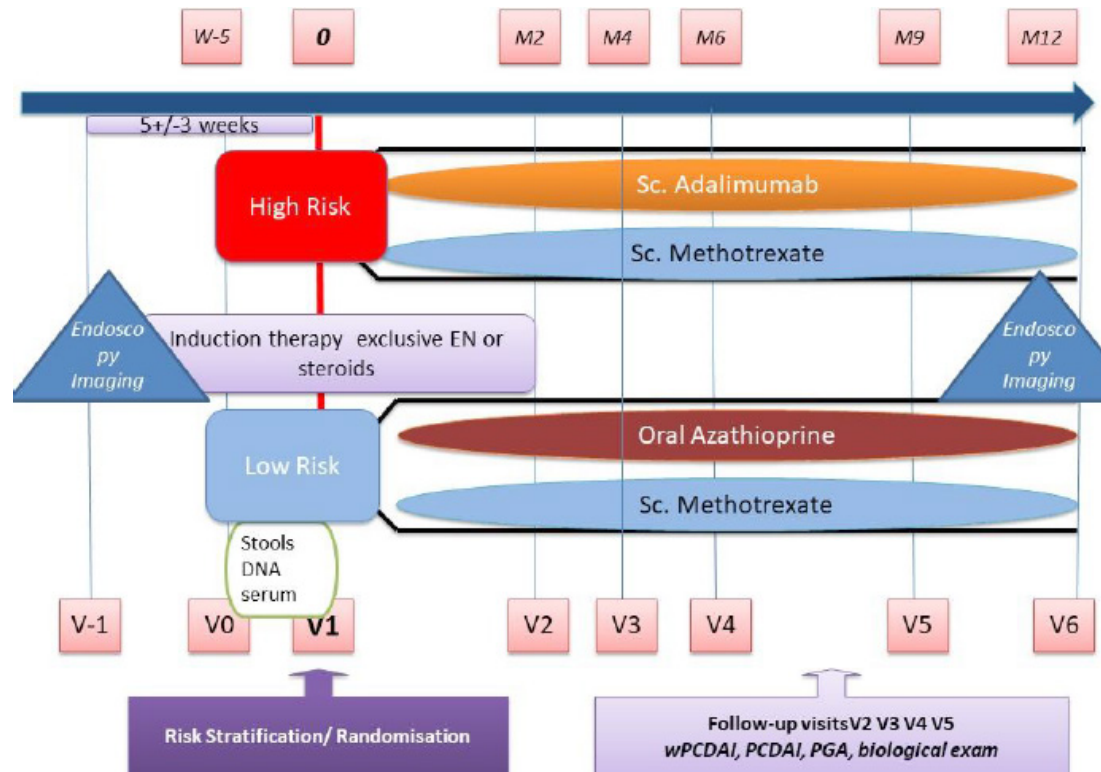 W-5
0
M2
M4
M6
M9
M12
5+/-3 weeks
High Risk
Sc. Adalimumab
Sc. Methotrexate
Endosco
py
Imaging
Induction therapy exclusive EN or
steroids
Endosco
py
Imaging
Low Risk
Oral Azathioprine
Sc. Methotrexate
Stools
DNA
serum
V-1
V0
V1
V2
V3
V4
V5
V6
Risk Stratification/ Randomisation
Follow-up visitsV2 V3 V4 V5
wPCDAI, PCDAI, PGA, biological exam